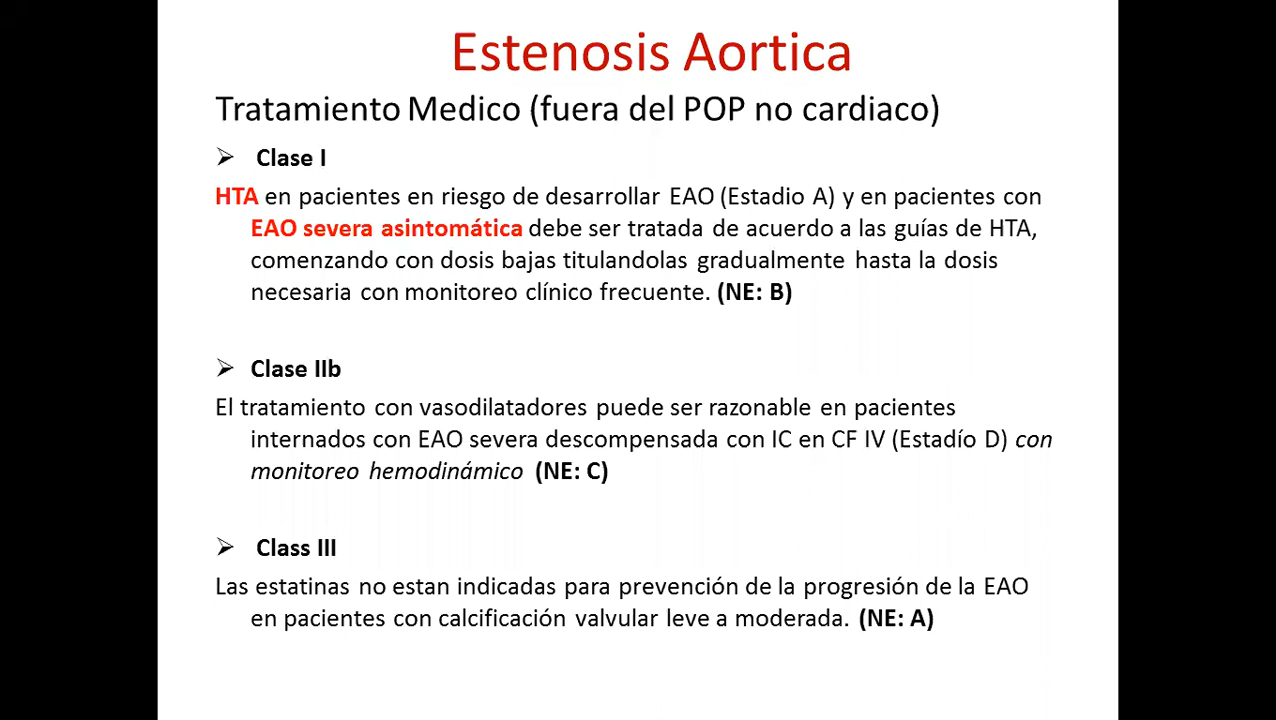 Estenosis Aortica
Tratamiento Medico (fuera del POP no cardiaco)
➢ Clase I
HTA en pacientes en riesgo de desarrollar EAO (Estadio A) y en pacientes con
EAO severa asintomática debe ser tratada de acuerdo a las guías de HTA,
comenzando con dosis bajas titulandolas gradualmente hasta la dosis
necesaria con monitoreo clínico frecuente. (NE: B)
➢ Clase IIb
El tratamiento con vasodilatadores puede ser razonable en pacientes
internados con EAO severa descompensada con IC en CF IV (Estadío D) con
monitoreo hemodinámico (NE: C)
➢ Class III
Las estatinas no estan indicadas para prevención de la progresión de la EAO
en pacientes con calcificación valvular leve a moderada. (NE: A)